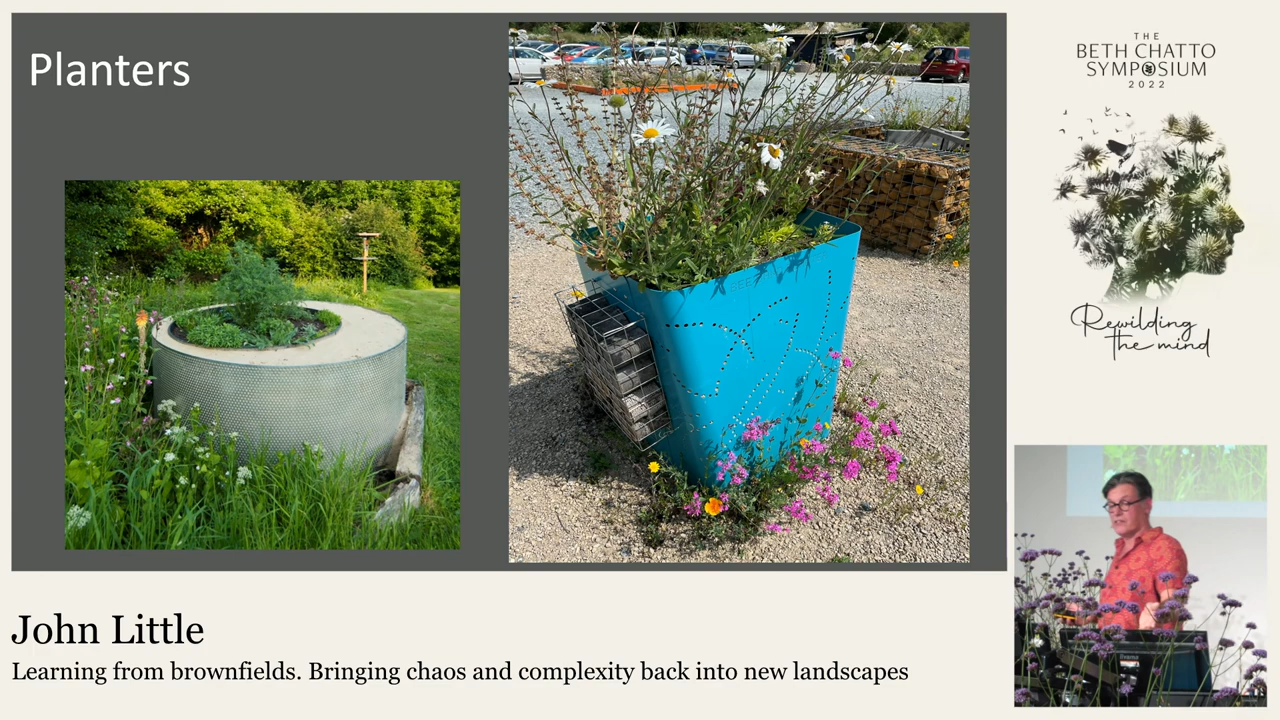 Planters
THE
BETH CHATTO
SYMPOSIUM
2022
Rewilding
the mind
John Little
Learning from brownfields. Bringing chaos and complexity back into new landscapes